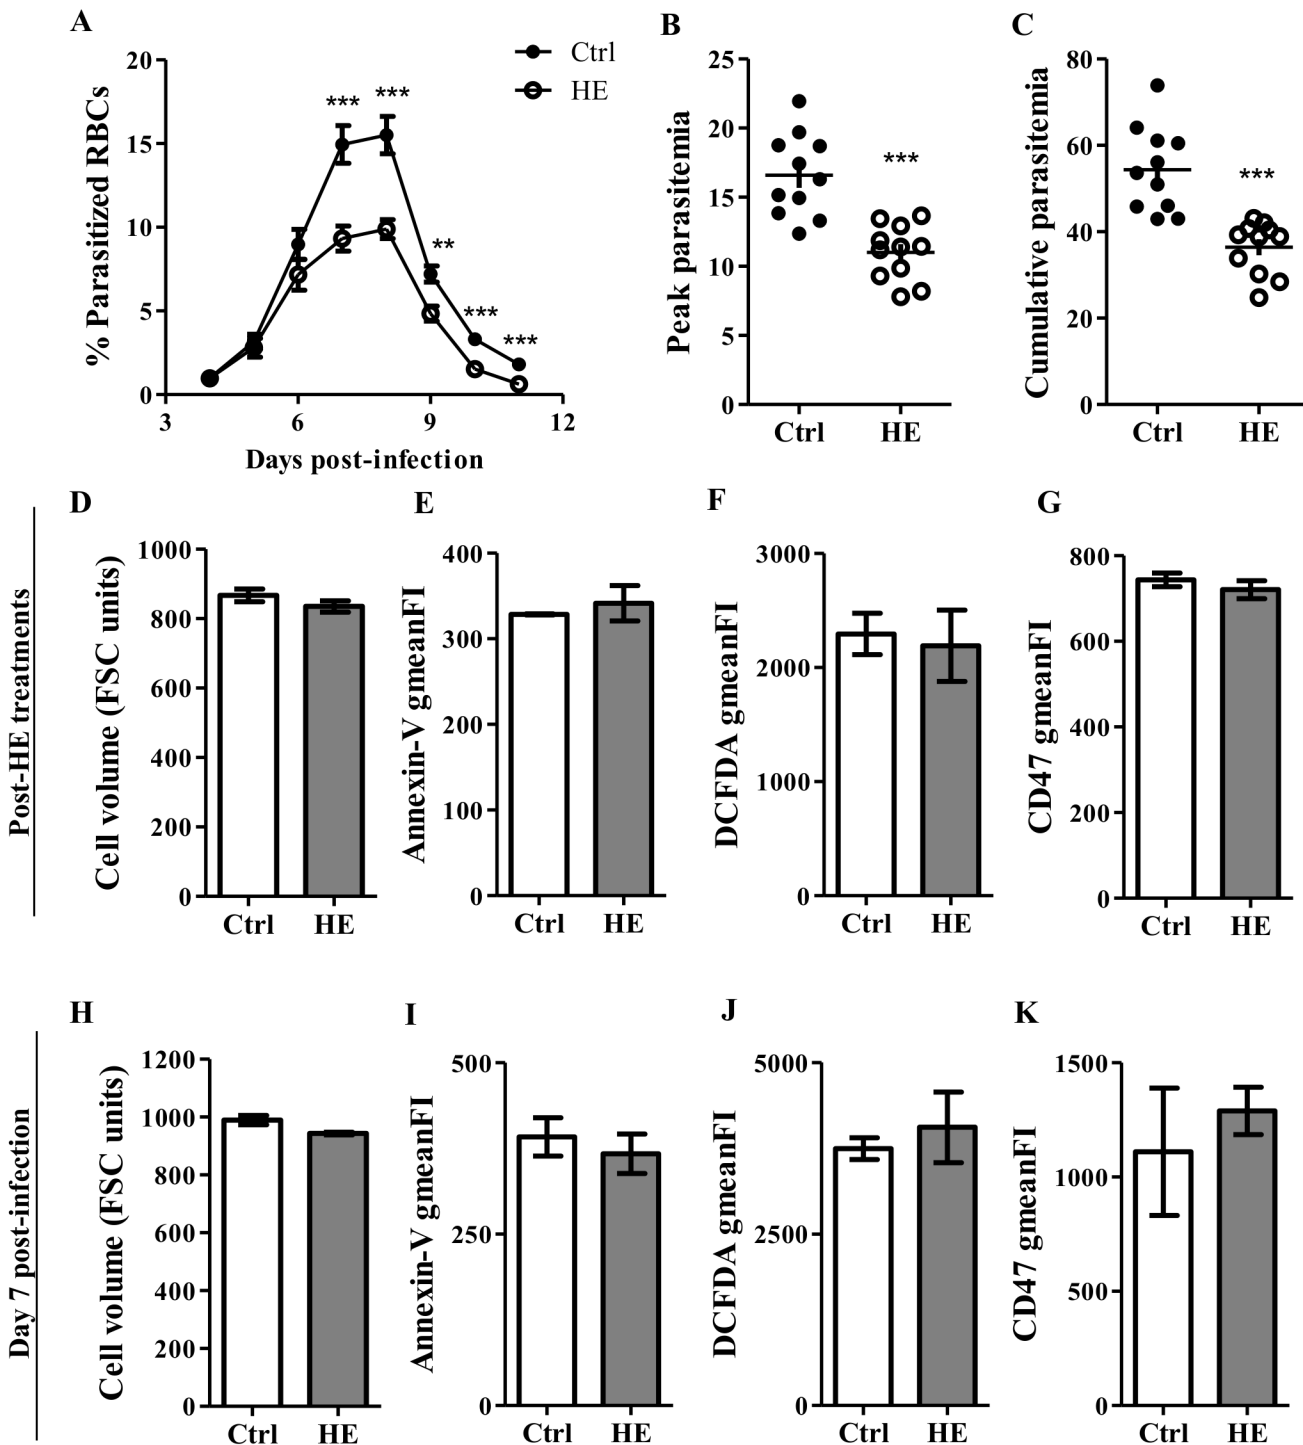 A
% Parasitized RBCs
20
15
10
5
0
3
6
9
12
Days post-infection
Ctrl
HE
***
***
**
***
***
B
Peak parasitemia
25
20
15
10
5
0
***
Ctrl
HE
C
Cumulative parasitemia
80
60
40
20
0
***
Ctrl
HE
Post-HE treatments
D
Cell volume (FSC units)
1000
800
600
400
200
0
Ctrl
HE
E
Annexin-V gmeanFI
400
300
200
100
0
Ctrl
HE
F
DCFDA gmeanFI
3000
2000
1000
0
Ctrl
HE
G
CD47 gmeanFI
800
600
400
200
0
Ctrl
HE
Day 7 post-infection
H
Cell volume (FSC units)
1200
1000
800
600
400
200
0
Ctrl
HE
I
Annexin-V gmeanFI
500
250
0
Ctrl
HE
J
DCFDA gmeanFI
5000
2500
0
Ctrl
HE
K
CD47 gmeanFI
1500
1000
500
0
Ctrl
HE